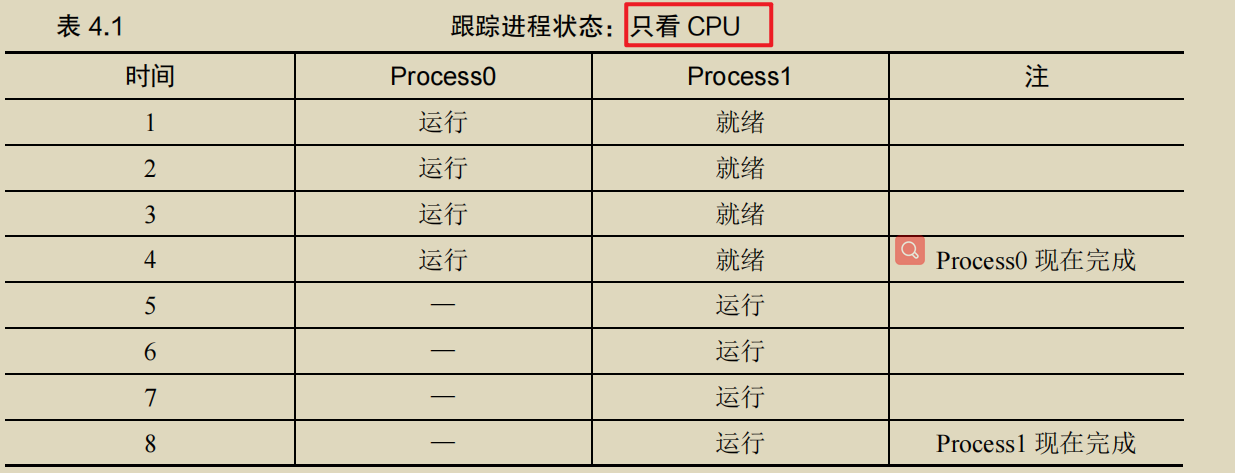 表 4.1 跟踪进程状态：只看 CPU
时间 Process0 Process1 注
1 运行 就绪
2 运行 就绪
3 运行 就绪
4 运行 就绪 Process0 现在完成
5 — 运行
6 — 运行
7 — 运行
8 — 运行 Process1 现在完成